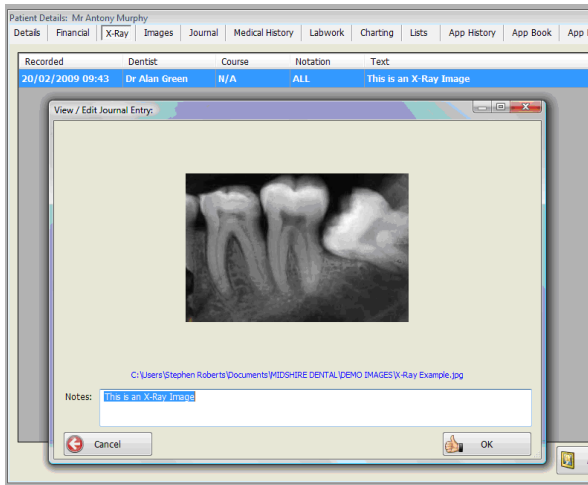 Patient Details: Mr Antony Murphy
Details Financial X-Ray Images Journal Medical History Labwork Charting Lists App History App Book App
Recorded Dentist Course Notation Text
20/02/2009 09:43 Dr Alan Green N/A ALL This is an X-Ray Image
View / Edit Journal Entry:
C:\Users\Stephen Roberts\Documents\MIDSHIRE DENTAL\DEMO IMAGES\X-Ray Example.jpg
Notes: This is an X-Ray Image
Cancel OK